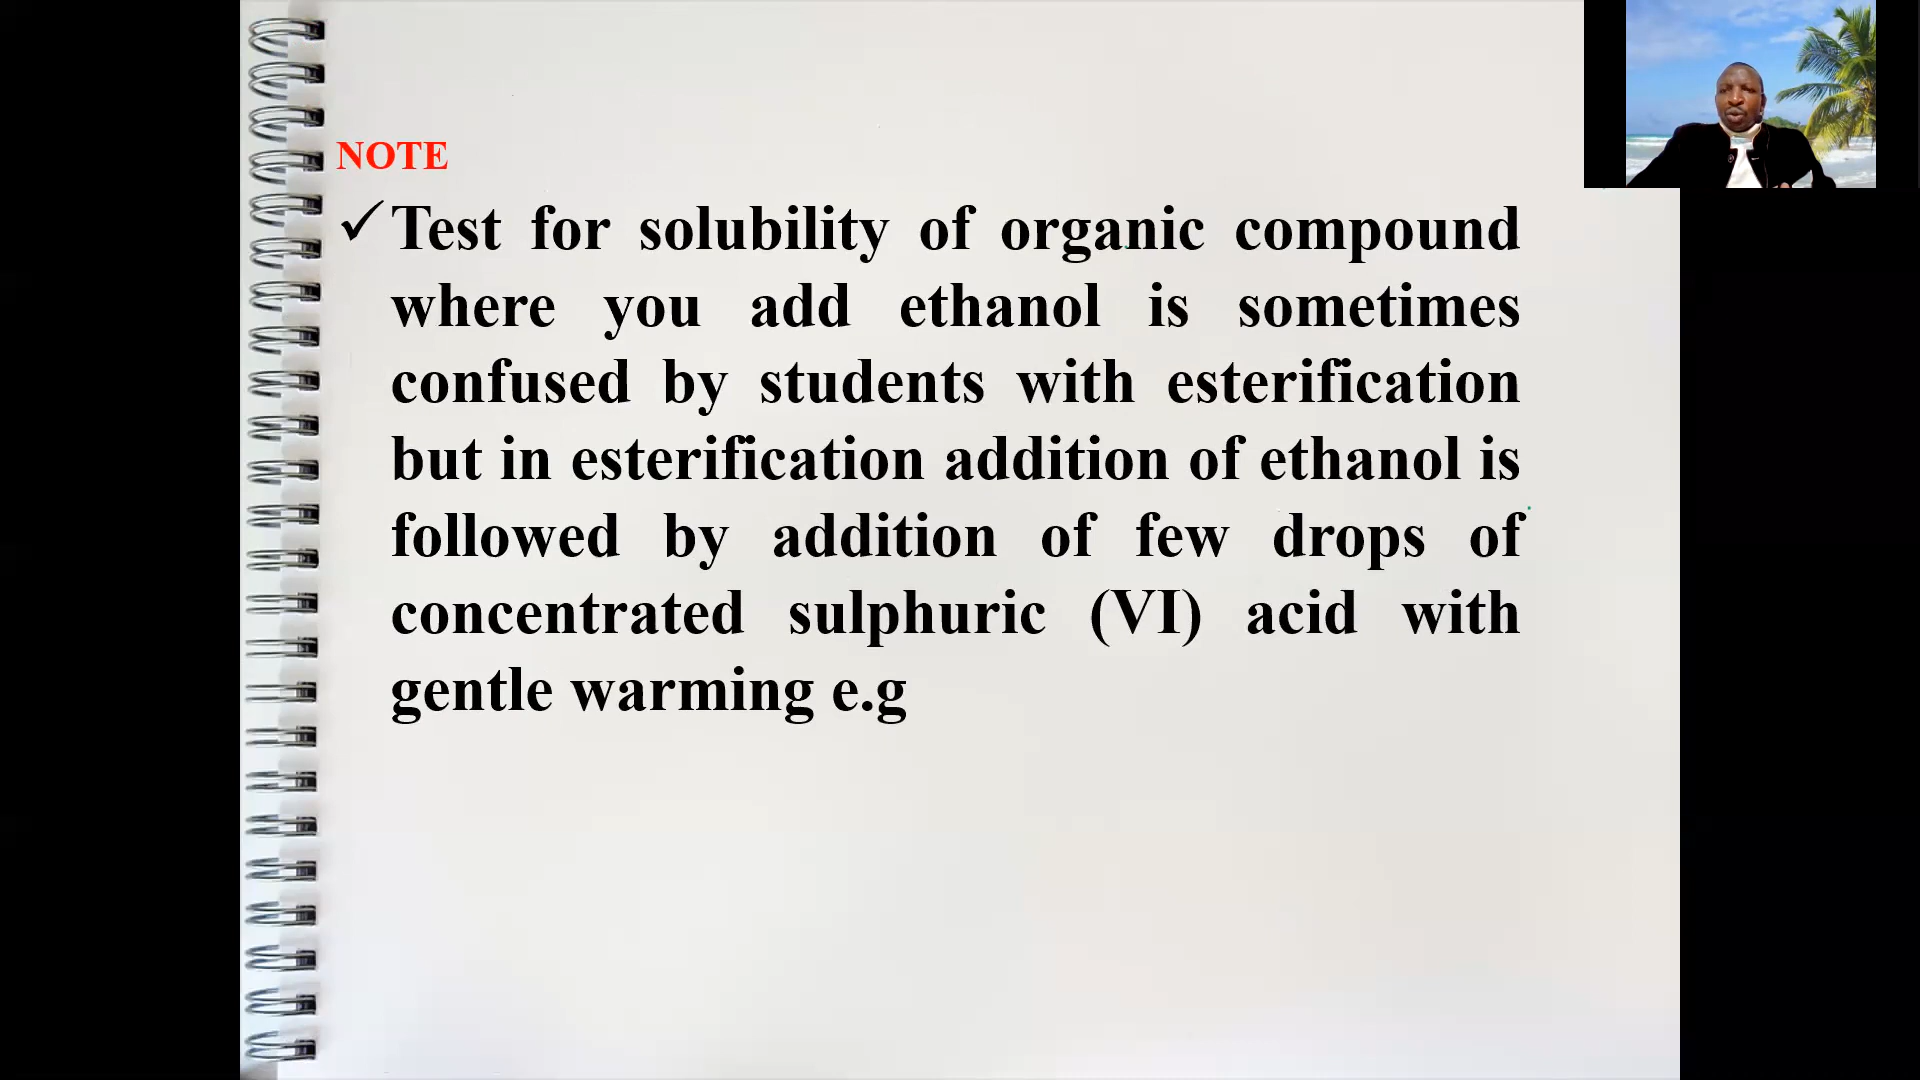 NOTE
✓Test for solubility of organic compound
where you add ethanol is sometimes
confused by students with esterification
but in esterification addition of ethanol is
followed by addition of few drops of
concentrated sulphuric (VI) acid with
gentle warming e.g